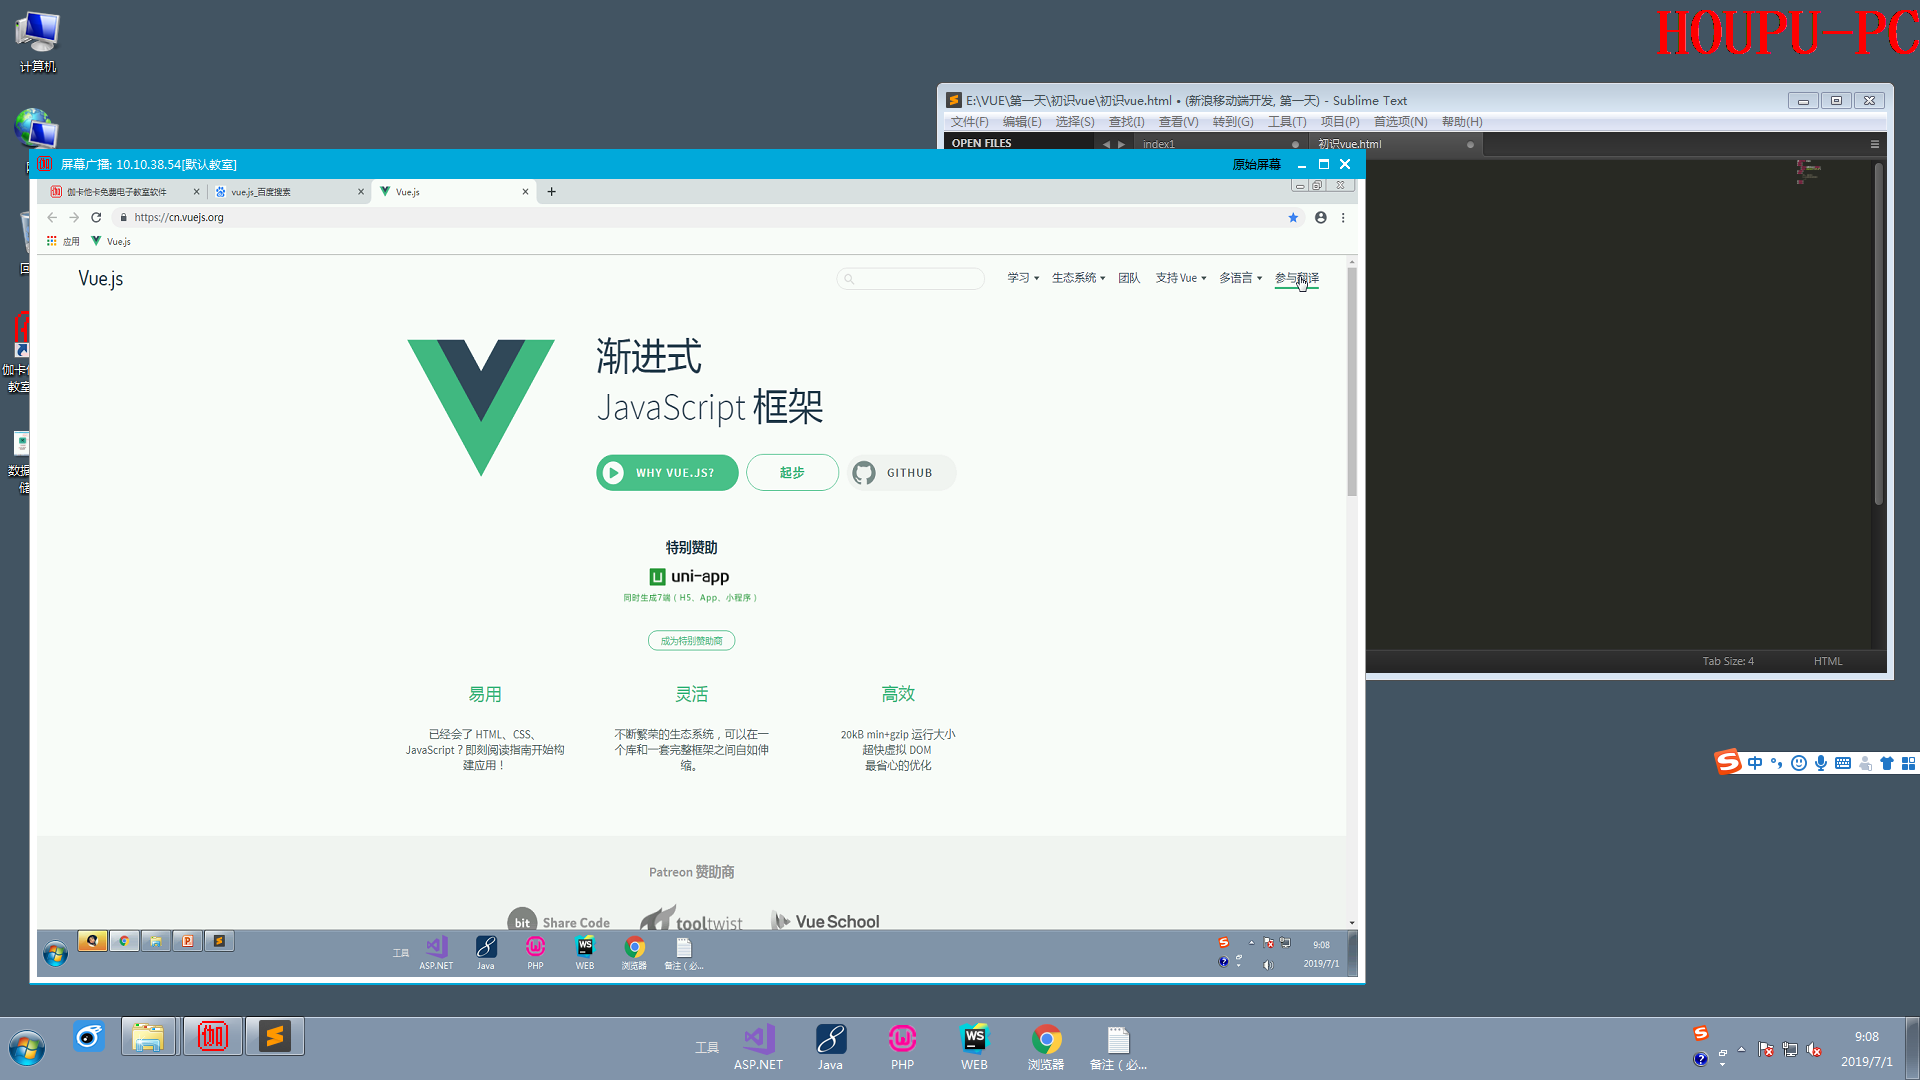 HOUPU-PC
计算机
E:\VUE\第一天\初识vue\初识vue.html • (新浪移动端开发, 第一天) - Sublime Text
文件(F) 编辑(E) 选择(S) 查找(I) 查看(V) 转到(G) 工具(T) 项目(P) 首选项(N) 帮助(H)
OPEN FILES
index1
初识vue.html
屏幕广播: 10.10.38.54[默认教室]
原始屏幕
伽卡他卡免费电子教室软件
vue.js_百度搜索
Vue.js
https://cn.vuejs.org
应用
Vue.js
Vue.js
学习 生态系统 团队 支持 Vue 多语言 参与翻译
渐进式
JavaScript 框架
WHY VUE.JS?
起步
GITHUB
特别赞助
uni-app
同时生成7端（H5、App、小程序）
成为特别赞助商
易用
灵活
高效
已经会了 HTML、CSS、
JavaScript？即刻阅读指南开始构
建应用！
不断繁荣的生态系统，可以在一
个库和一套完整框架之间自如伸
缩。
20kB min+gzip 运行大小
超快虚拟 DOM
最省心的优化
Patreon 赞助商
bit Share Code
tooltwist
Vue School
工具
ASP.NET
Java
PHP
WEB
浏览器
备注（必...
9:08
2019/7/1
Tab Size: 4
HTML
中
伽
工具
ASP.NET
Java
PHP
WEB
浏览器
备注（必...
9:08
2019/7/1